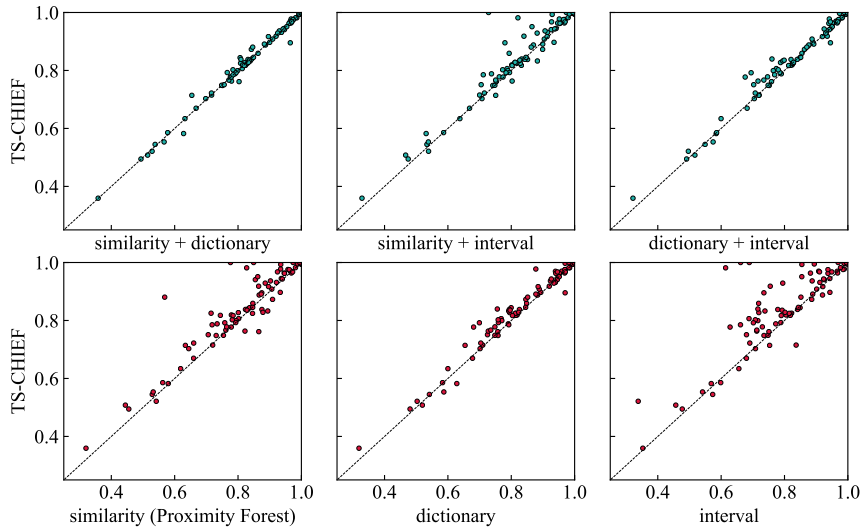 1.0
0.8
0.6
0.4
TS-CHIEF
similarity + dictionary
similarity + interval
dictionary + interval
1.0
0.8
0.6
0.4
TS-CHIEF
0.4 0.6 0.8 1.0
0.4 0.6 0.8 1.0
0.4 0.6 0.8 1.0
similarity (Proximity Forest)
dictionary
interval